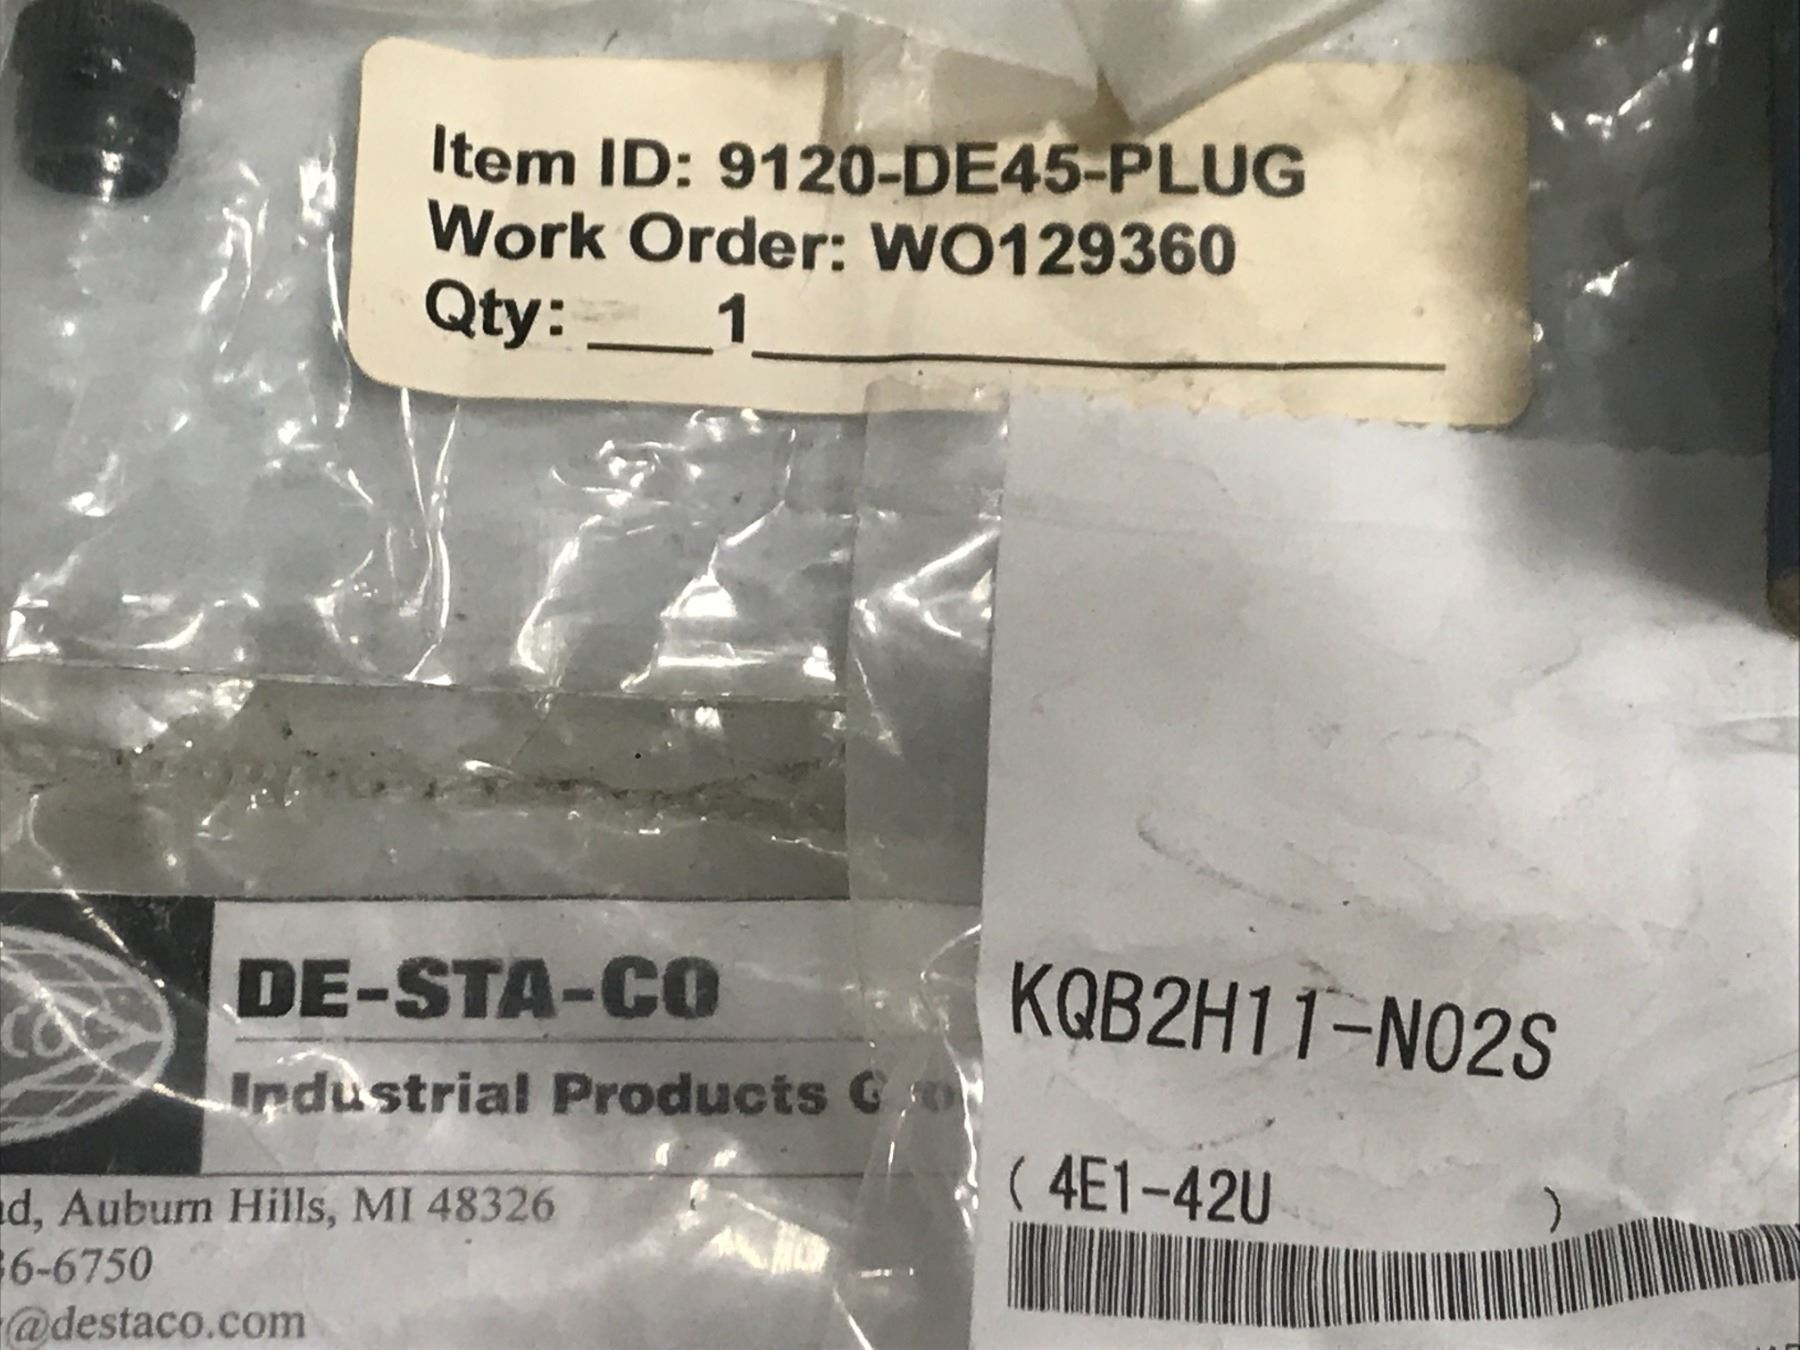 Item ID: 9120-DE45-PLUG
Work Order: WO129360
Qty: ___1___
DE-STA-CO
Industrial Products
Auburn Hills, MI 48326
6-6750
@destaco.com
KQB2H11-N02S
( 4E1-42U )